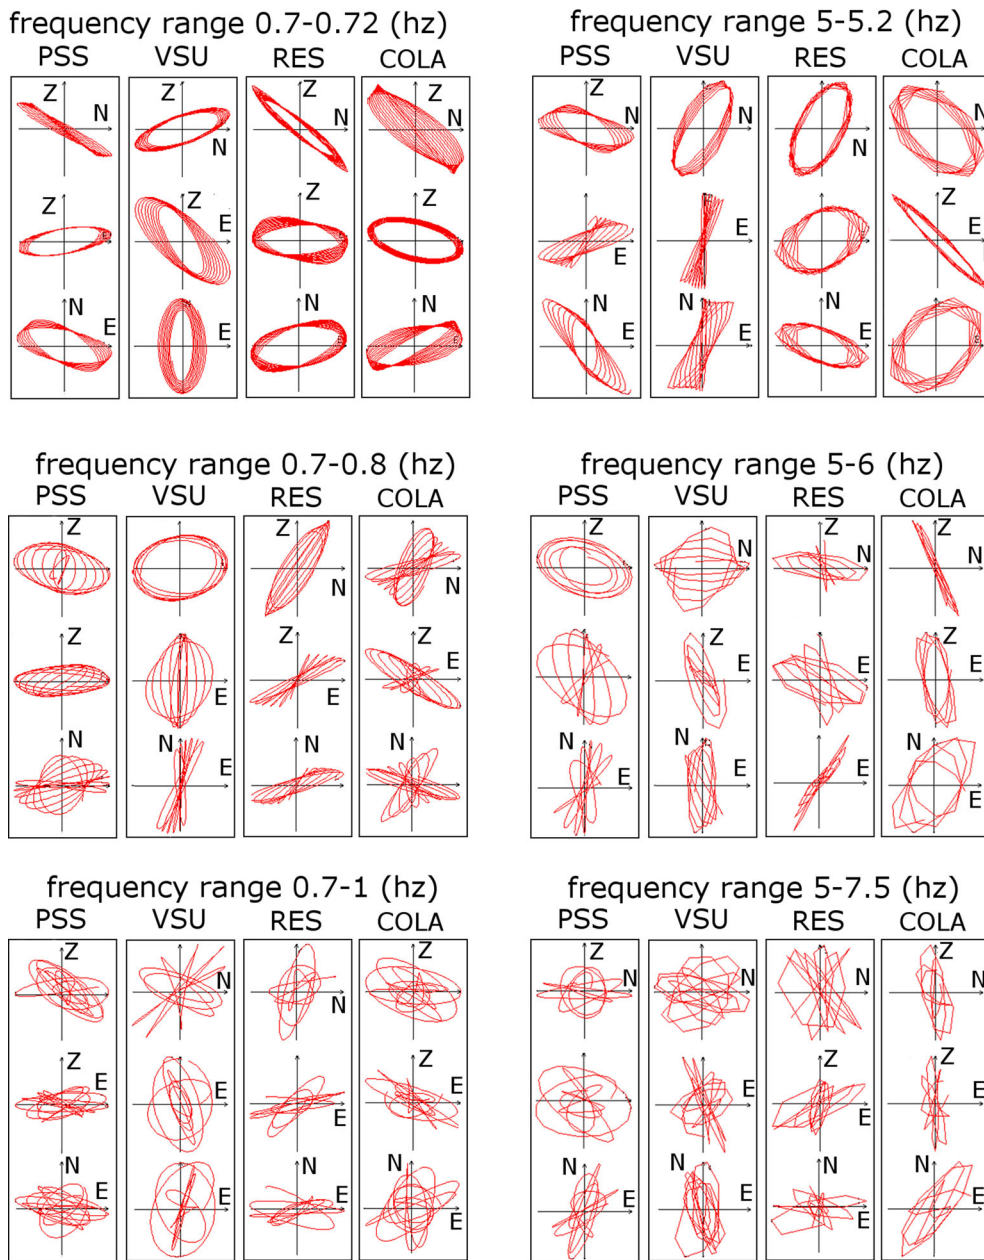 frequency range 0.7-0.72 (hz)
PSS VSU RES COLA
Z Z Z
N N N N
Z Z Z
E
N N N
E E
frequency range 5-5.2 (hz)
PSS VSU RES COLA
N N N
E E
N
E E
frequency range 0.7-0.8 (hz)
PSS VSU RES COLA
Z Z
N N
Z Z Z
E E E
N N N
E
frequency range 5-6 (hz)
PSS VSU RES COLA
Z Z
N N
Z Z
E E E
N N N
E E E
frequency range 0.7-1 (hz)
PSS VSU RES COLA
Z Z
N N
Z Z
E E E E
N N N
E E
frequency range 5-7.5 (hz)
PSS VSU RES COLA
Z Z
N N N
Z
E E
N N
E